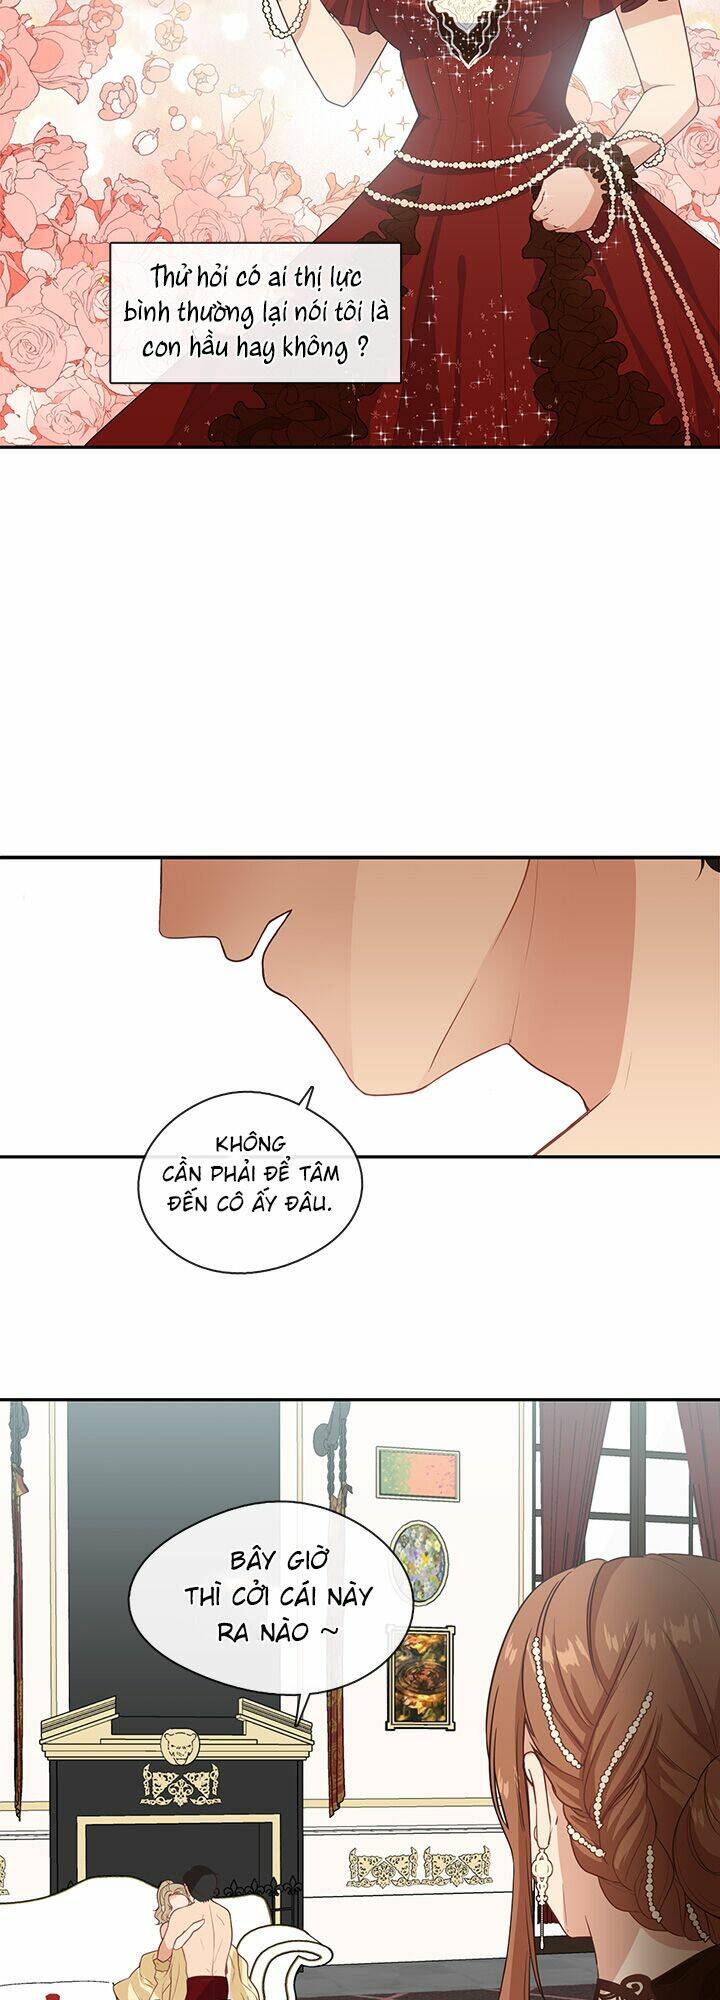 Thử hỏi có ai thị lực
bình thường lại nói tôi là
con hầu hay không ?
KHÔNG
CẦN PHẢI ĐỂ TÂM
ĐẾN CÔ ẤY ĐÂU.
BÂY GIỜ
THÌ CỞI CÁI NÀY
RA NÀO ~